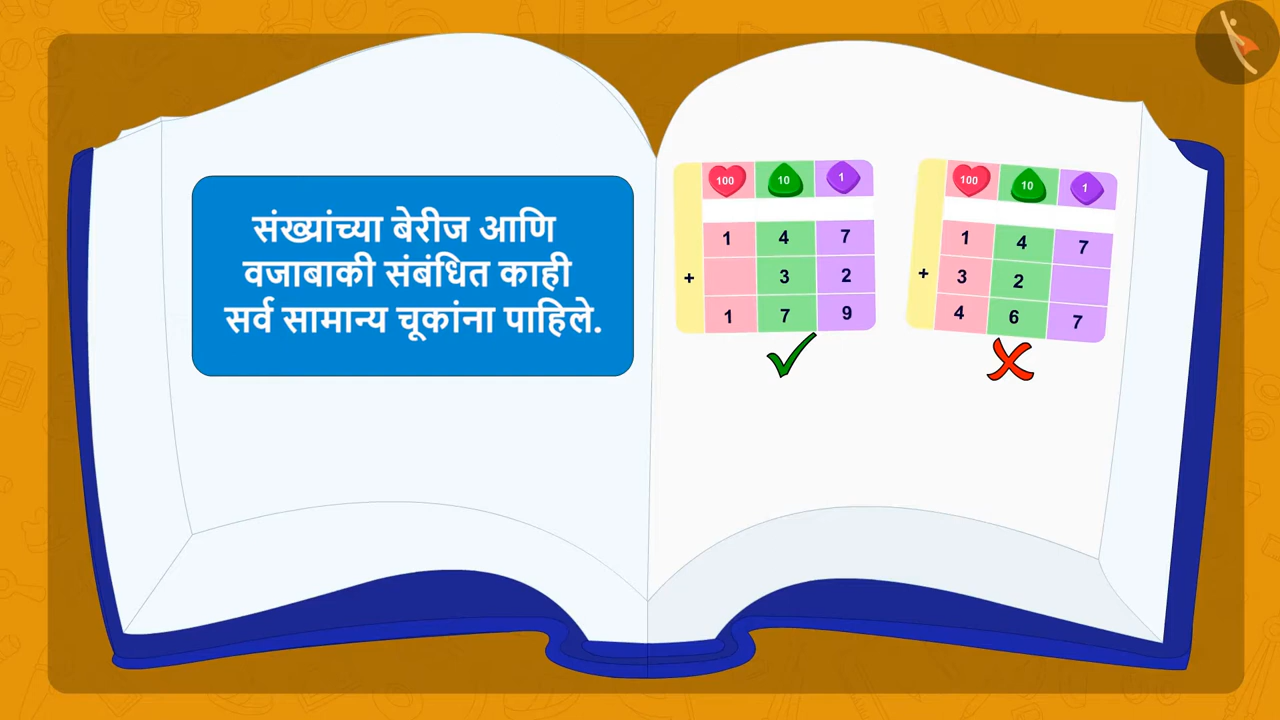 संख्यांच्या बेरीज आणि
वजाबाकी संबंधित काही
सर्व सामान्य चूकांना पाहिले.
100 10 1
1 4 7
+ 3 2
1 7 9
100 10 1
1 4 7
+ 3 2
4 6 7